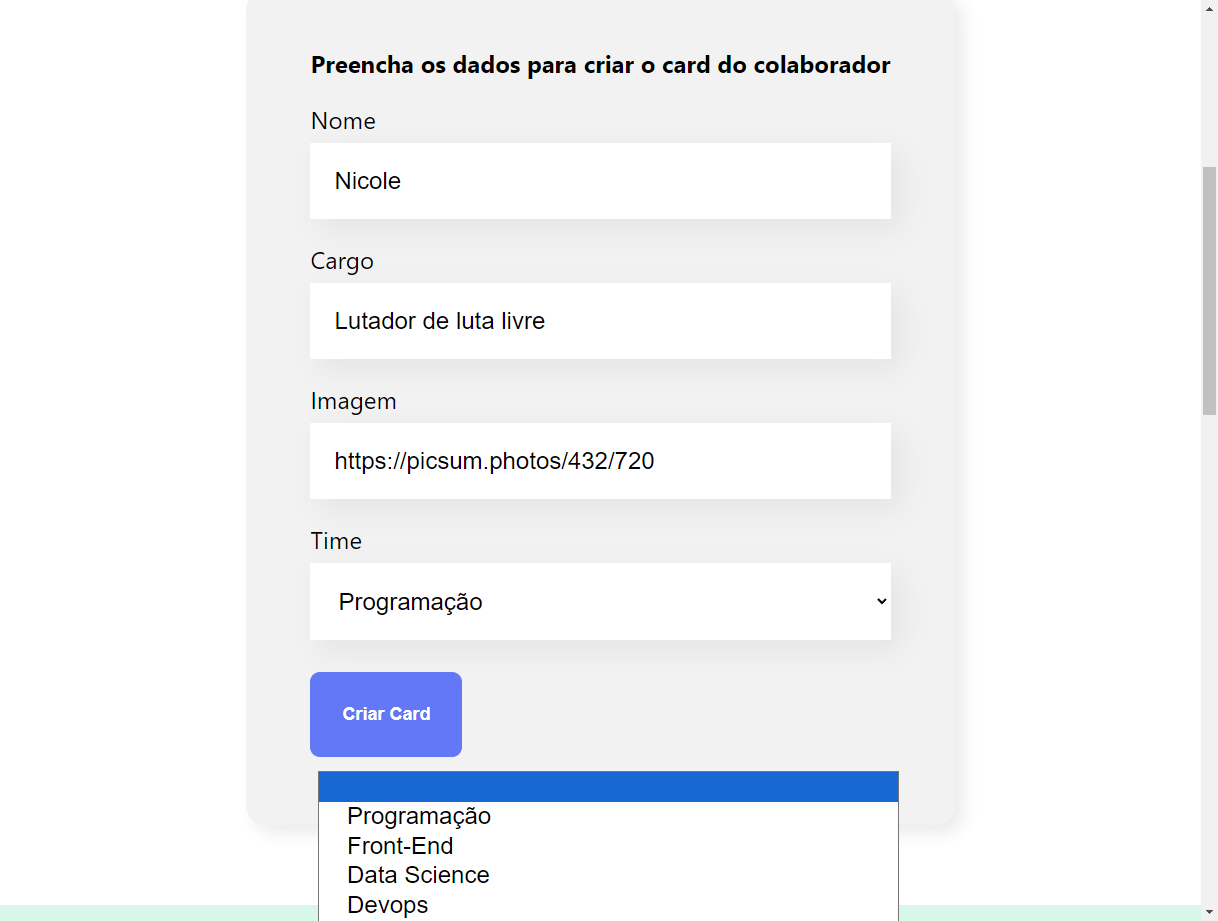 Preencha os dados para criar o card do colaborador
Nome
Nicole
Cargo
Lutador de luta livre
Imagem
https://picsum.photos/432/720
Time
Programação
Criar Card
Programação
Front-End
Data Science
Devops